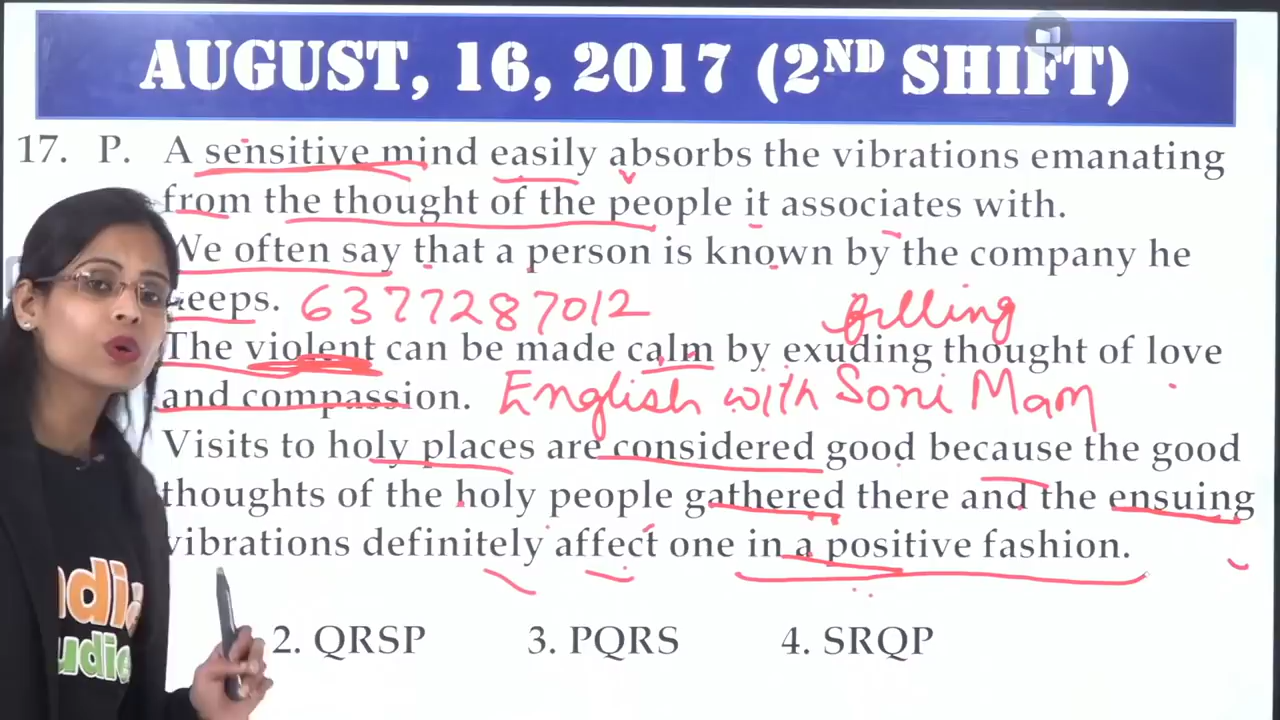 AUGUST, 16, 2017 (2ND SHIFT)
17. P. A sensitive mind easily absorbs the vibrations emanating
from the thought of the people it associates with.
We often say that a person is known by the company he
keeps. 6377287012 filling
The violent can be made calm by exuding thought of love
and compassion. English with Soni Mam
Visits to holy places are considered good because the good
thoughts of the holy people gathered there and the ensuing
vibrations definitely affect one in a positive fashion.
2. QRSP 3. PQRS 4. SRQP